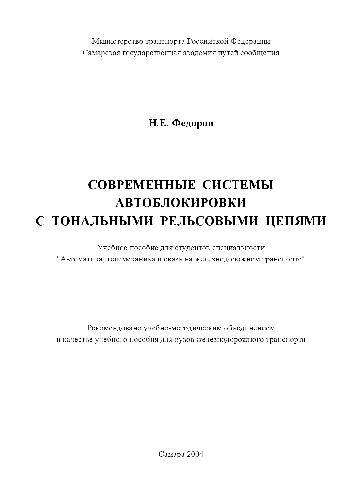 Министерство транспорта Российской Федерации
Самарская государственная академия путей сообщения
Н.Е. Федоров
СОВРЕМЕННЫЕ СИСТЕМЫ
АВТОБЛОКИРОВКИ
С ТОНАЛЬНЫМИ РЕЛЬСОВЫМИ ЦЕПЯМИ
Учебное пособие для студентов специальности
"Автоматика, телемеханика и связь на железнодорожном транспорте"
Рекомендовано учебно-методическим объединением
в качестве учебного пособия для вузов железнодорожного транспорта
Самара 2004